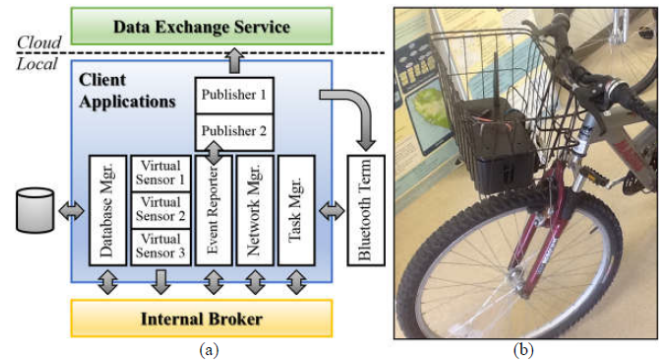 Data Exchange Service
Cloud
Local
Client
Applications
Publisher 1
Publisher 2
Database Mgr.
Virtual
Sensor 1
Virtual
Sensor 2
Virtual
Sensor 3
Event Reporter
Network Mgr.
Task Mgr.
Bluetooth Term
Internal Broker
(a)
(b)